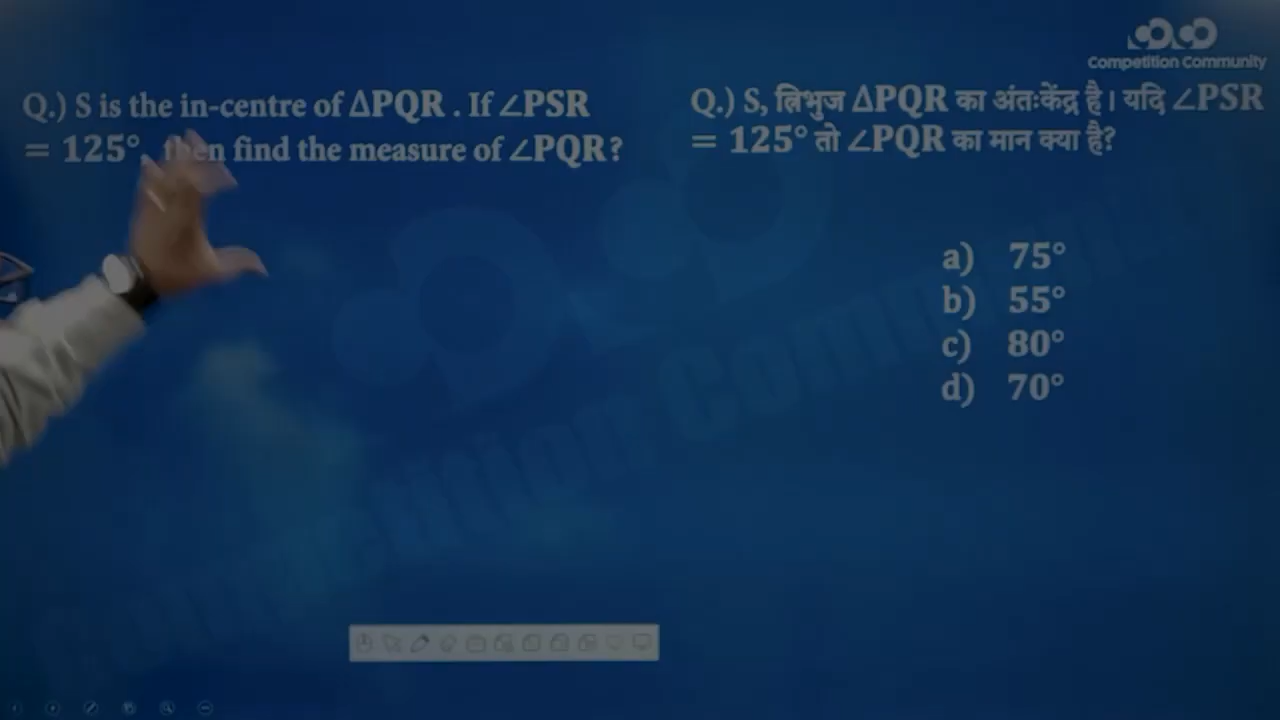 Competition Community
Q.) S is the in-centre of ΔPQR . If ∠PSR
= 125°, then find the measure of ∠PQR?
Q.) S, त्रिभुज ΔPQR का अंतःकेंद्र है। यदि ∠PSR
= 125° तो ∠PQR का मान क्या है?
a) 75°
b) 55°
c) 80°
d) 70°